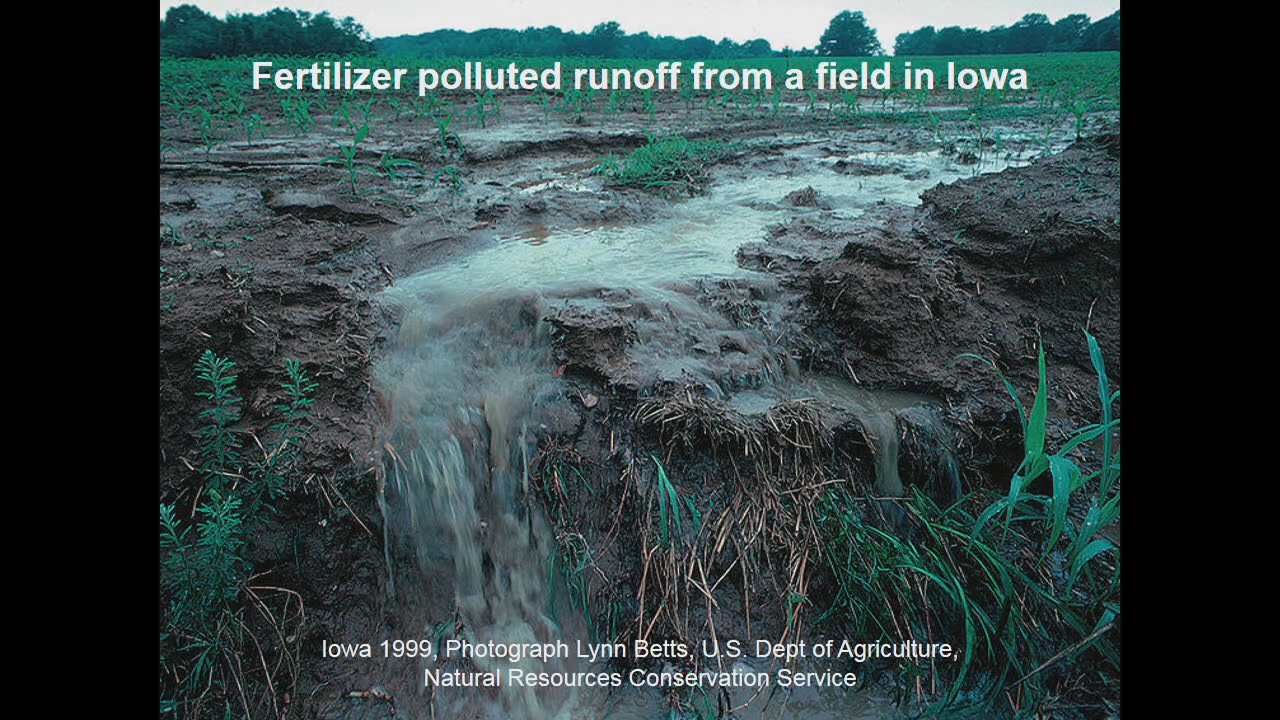 Fertilizer polluted runoff from a field in Iowa
Iowa 1999, Photograph Lynn Betts, U.S. Dept of Agriculture,
Natural Resources Conservation Service